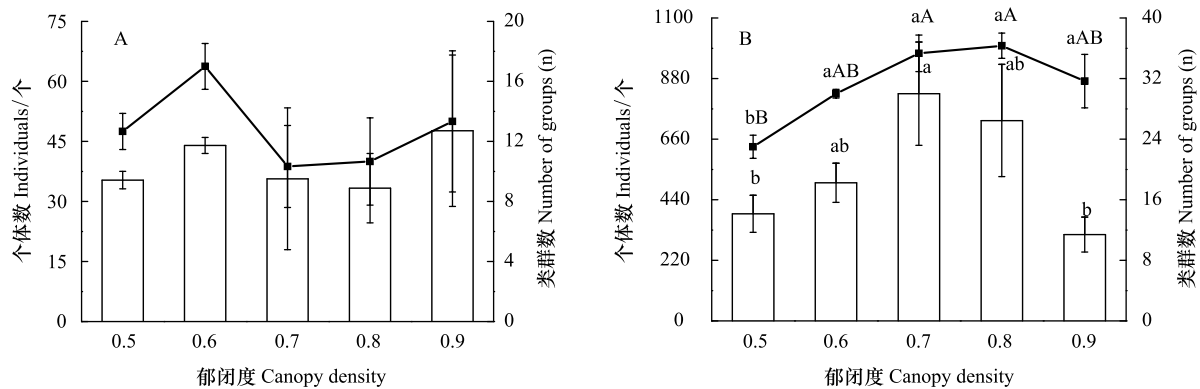 75
60
45
30
15
0
个体数 Individuals/个
A
20
16
12
8
4
0
类群数 Number of groups (n)
0.5 0.6 0.7 0.8 0.9
郁闭度 Canopy density
1100
880
660
440
220
0
个体数 Individuals/个
B
bB aAB aA aA aAB
b ab a ab b
40
32
24
16
8
0
类群数 Number of groups (n)
0.5 0.6 0.7 0.8 0.9
郁闭度 Canopy density